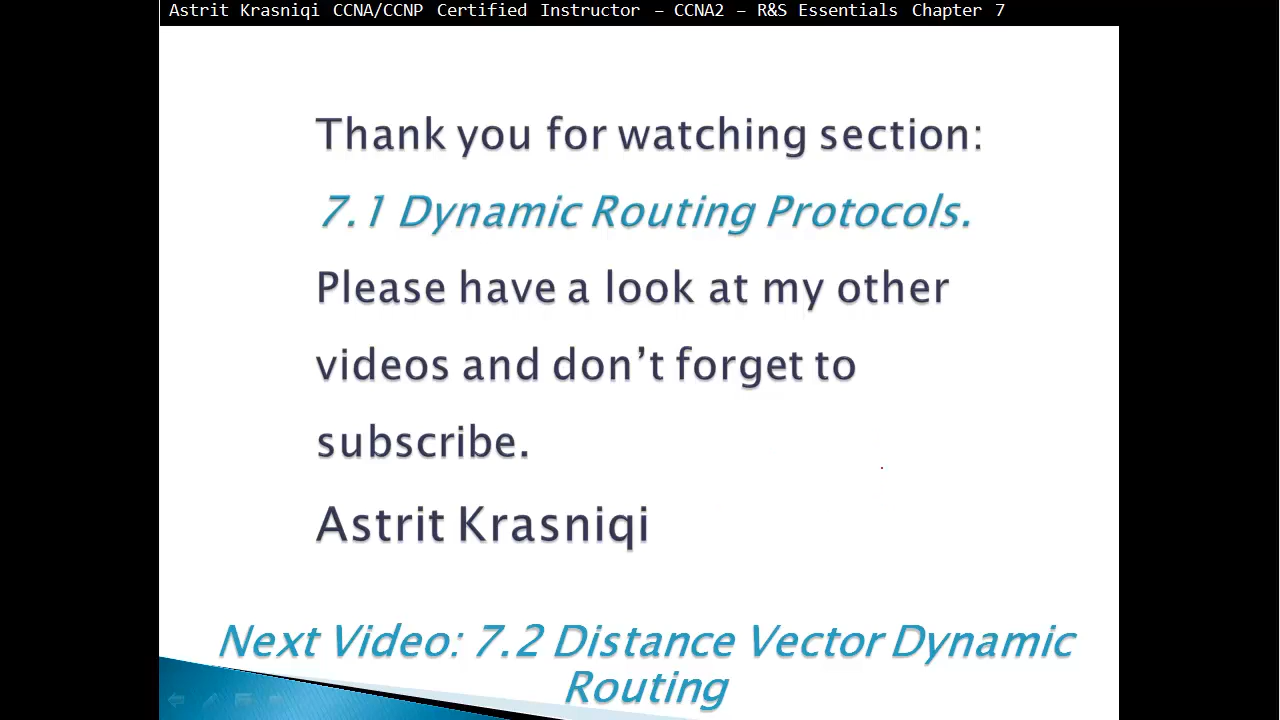 Astrit Krasniqi CCNA/CCNP Certified Instructor – CCNA2 – R&S Essentials Chapter 7
Thank you for watching section:
7.1 Dynamic Routing Protocols.
Please have a look at my other
videos and don’t forget to
subscribe.
Astrit Krasniqi
Next Video: 7.2 Distance Vector Dynamic
Routing